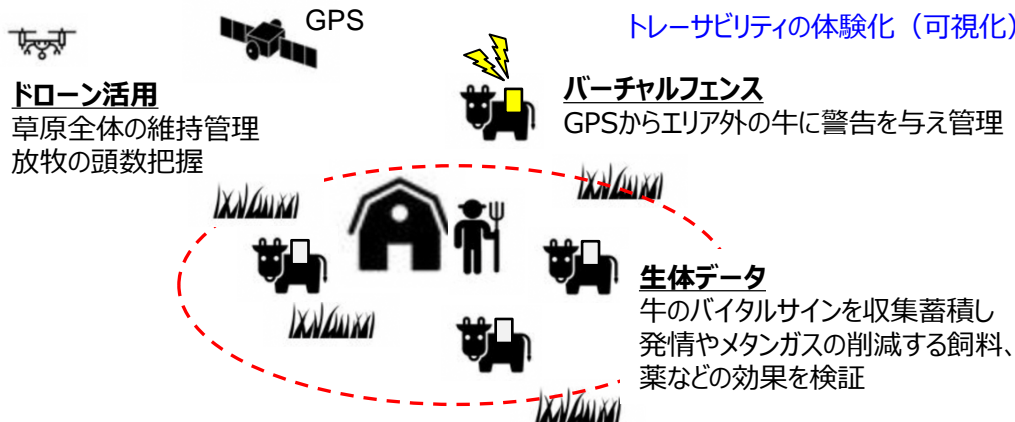 GPS
トレーサビリティの体験化（可視化）
ドローン活用
草原全体の維持管理
放牧の頭数把握
バーチャルフェンス
GPSからエリア外の牛に警告を与え管理
生体データ
牛のバイタルサインを収集蓄積し
発情やメタンガスの削減する飼料、
薬などの効果を検証